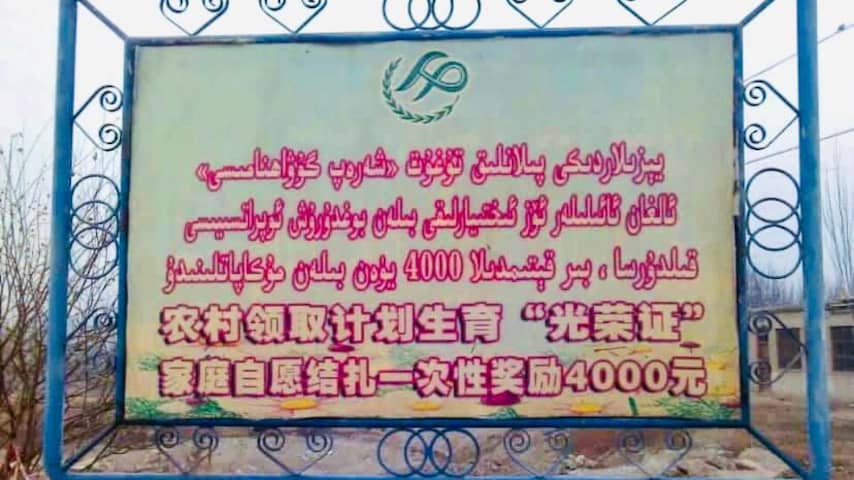 يېزىلاردىكى پىلانلىق تۇغۇت «شەرەپ گۇۋاھنامىسى»
ئالغان ئائىلىلەر ئۆز ئىختىيارلىقى بىلەن بوغدۇرۇش ئوپراتسىيىسى
قىلدۇرسا ، بىر قېتىمدىلا 4000 يۈەن بىلەن مۇكاپاتلىنىدۇ
农村领取计划生育“光荣证”
家庭自愿结扎一次性奖励4000元